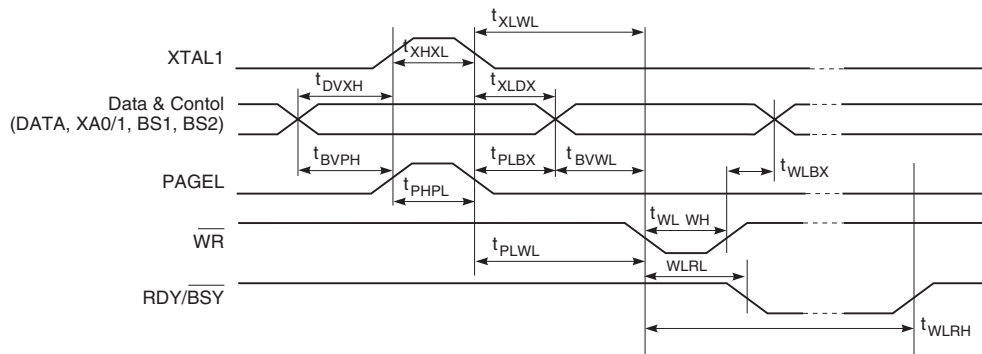 tXLWL
XTAL1
tXHXL
tDVXH
tXLDX
Data & Contol
(DATA, XA0/1, BS1, BS2)
tBVPH
tPLBX
tBVWL
tWLBX
PAGEL
tPHPL
tWL WH
WR
tPLWL
WLRL
RDY/BSY
tWLRH